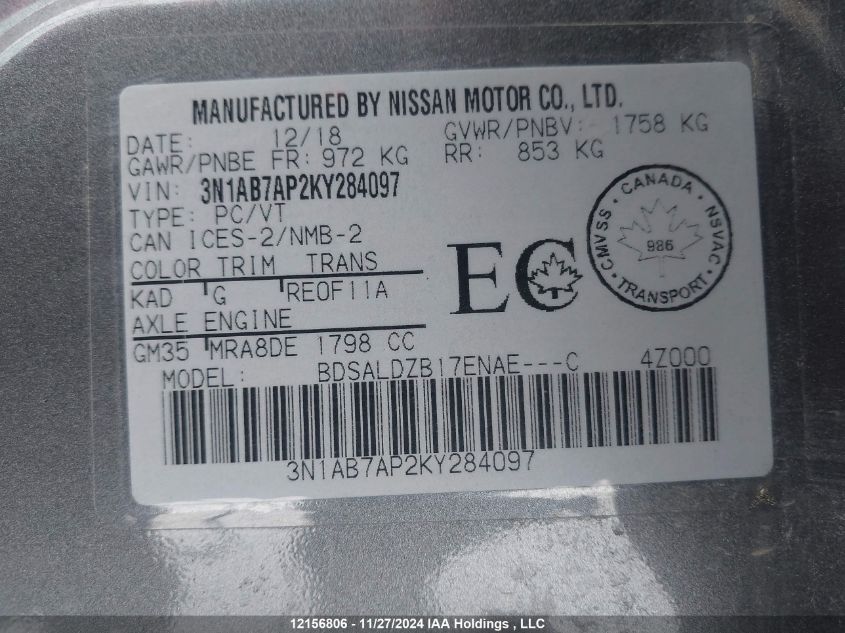 MANUFACTURED BY NISSAN MOTOR CO., LTD.
DATE: 12/18 GVWR/PNBV: 1758 KG
GAWR/PNBE FR: 972 KG RR: 853 KG
VIN: 3N1AB7AP2KY284097
TYPE: PC/VT
CAN ICES-2/NMB-2
COLOR TRIM TRANS
KAD G RE0F11A
AXLE ENGINE
GM35 MRA8DE 1798 CC
EC
CANADA
CMVSS · NSVAC
986
TRANSPORT
MODEL: BDSALDZB17ENAE---C 4Z000
3N1AB7AP2KY284097
12156806 - 11/27/2024 IAA Holdings , LLC